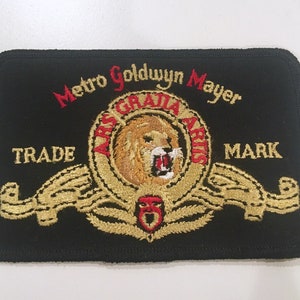 Metro Goldwyn Mayer
ARS GRATIA ARTIS
TRADE MARK